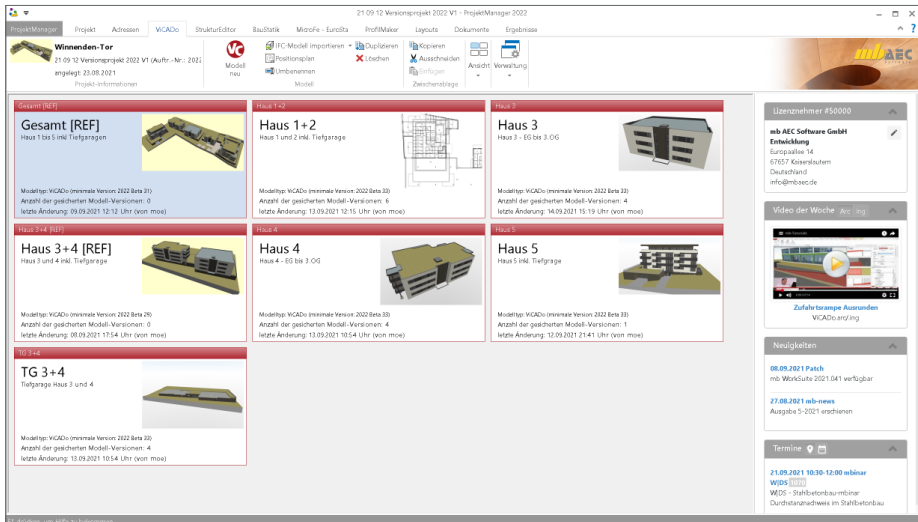 21 09 12 Versionsprojekt 2022 V1 - ProjektManager 2022
ProjektManager Projekt Adressen ViCADo StrukturEditor BauStatik MicroFe - EuroSta ProfilMaker Layouts Dokumente Ergebnisse
Winnenden-Tor
21 09 12 Versionsprojekt 2022 V1 (Auftr.-Nr.: 202
angelegt: 23.08.2021
Projekt-Informationen
Modell
neu
IFC-Modell importieren
Positionsplan
Umbenennen
Duplizieren
Löschen
Modell
Kopieren
Ausschneiden
Einfügen
Zwischenablage
Ansicht
Verwaltung
mbAEC
Gesamt [REF]
Gesamt [REF]
Haus 1 bis 5 inkl. Tiefgaragen
Modelltyp: ViCADo (minimale Version: 2022 Beta 31)
Anzahl der gesicherten Modell-Versionen: 0
letzte Änderung: 09.09.2021 12:12 Uhr (von moe)
Haus 1+2
Haus 1+2
Haus 1 und 2 inkl. Tiefgarage
Modelltyp: ViCADo (minimale Version: 2022 Beta 33)
Anzahl der gesicherten Modell-Versionen: 6
letzte Änderung: 13.09.2021 12:15 Uhr (von moe)
Haus 3
Haus 3
Haus 3 - EG bis 3.OG
Modelltyp: ViCADo (minimale Version: 2022 Beta 33)
Anzahl der gesicherten Modell-Versionen: 4
letzte Änderung: 14.09.2021 15:19 Uhr (von moe)
Haus 3+4 [REF]
Haus 3+4 [REF]
Haus 3 und 4 inkl. Tiefgarage
Modelltyp: ViCADo (minimale Version: 2022 Beta 29)
Anzahl der gesicherten Modell-Versionen: 0
letzte Änderung: 08.09.2021 17:54 Uhr (von moe)
Haus 4
Haus 4
Haus 4 - EG bis 3.OG
Modelltyp: ViCADo (minimale Version: 2022 Beta 33)
Anzahl der gesicherten Modell-Versionen: 4
letzte Änderung: 13.09.2021 10:54 Uhr (von moe)
Haus 5
Haus 5
Haus 5 inkl. Tiefgarage
Modelltyp: ViCADo (minimale Version: 2022 Beta 33)
Anzahl der gesicherten Modell-Versionen: 1
letzte Änderung: 12.09.2021 21:41 Uhr (von moe)
TG 3+4
TG 3+4
Tiefgarage Haus 3 und 4
Modelltyp: ViCADo (minimale Version: 2022 Beta 33)
Anzahl der gesicherten Modell-Versionen: 4
letzte Änderung: 13.09.2021 10:54 Uhr (von moe)
Lizenznehmer #50000
mb AEC Software GmbH
Entwicklung
Europaallee 14
67657 Kaiserslautern
Deutschland
info@mbaec.de
Video der Woche Arc Ing
Zufahrtsrampe Ausrunden
ViCADo.arc/.ing
Neuigkeiten
08.09.2021 Patch
mb WorkSuite 2021.041 verfügbar
27.08.2021 mb-news
Ausgabe 5-2021 erschienen
Termine
21.09.2021 10:30-12:00 mbinar
W|DS
W|DS - Stahlbetonbau-mbinar
Durchstanznachweis im Stahlbetonbau